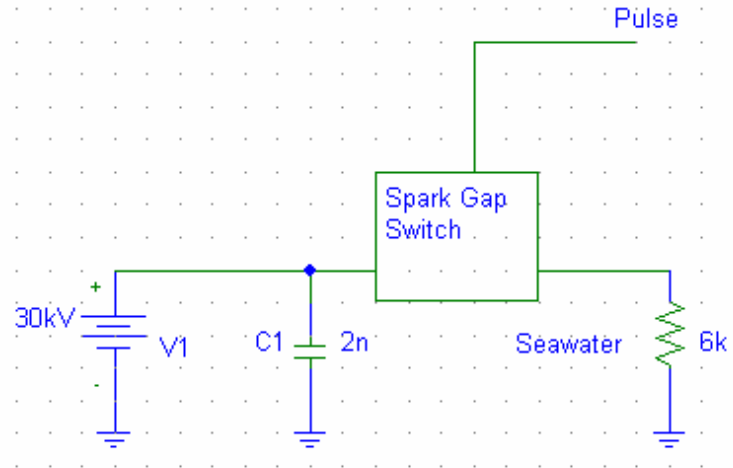 Pulse
Spark Gap
Switch
+
30kV
V1
-
C1
2n
Seawater
6k